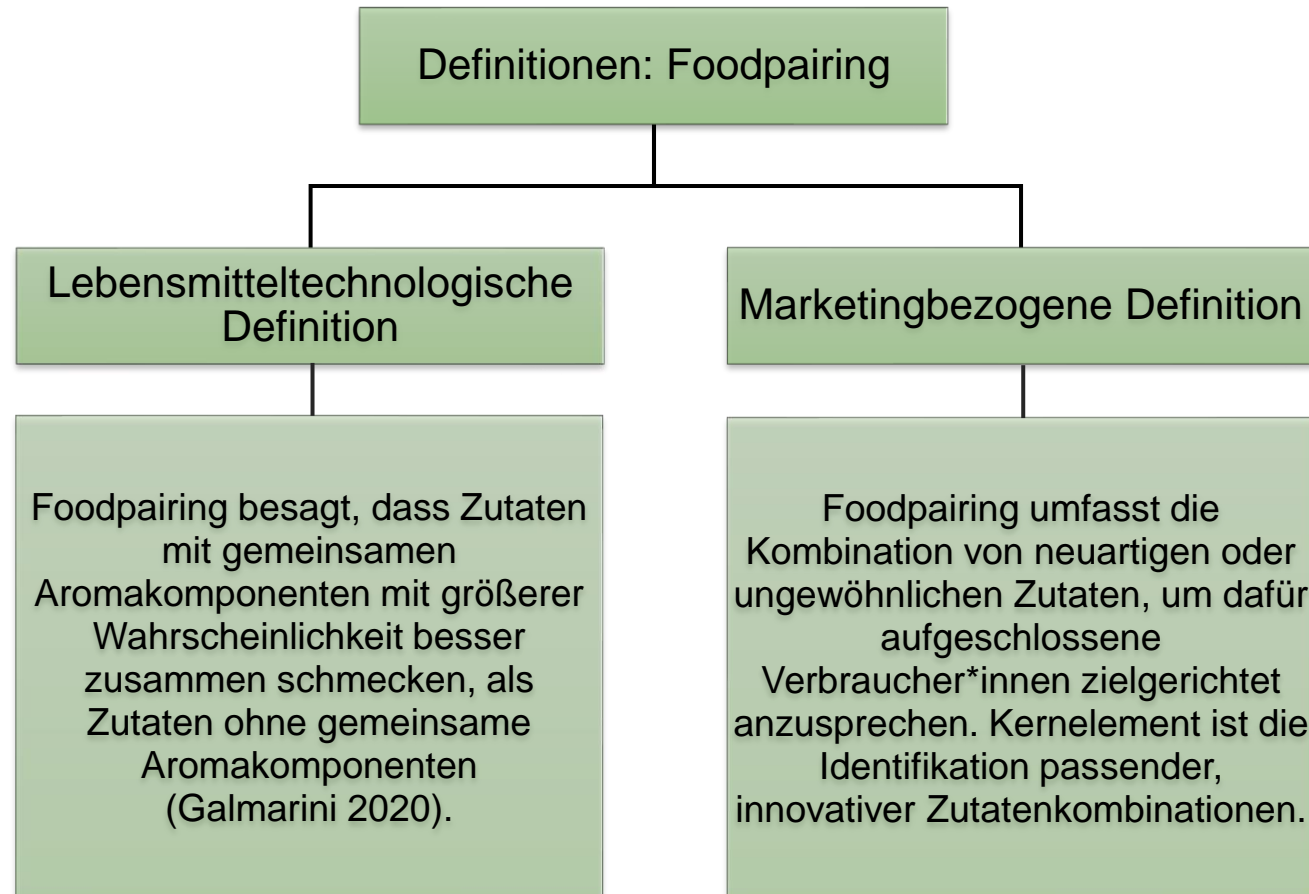 Definitionen: Foodpairing
Lebensmitteltechnologische
Definition
Foodpairing besagt, dass Zutaten
mit gemeinsamen
Aromakomponenten mit größerer
Wahrscheinlichkeit besser
zusammen schmecken, als
Zutaten ohne gemeinsame
Aromakomponenten
(Galmarini 2020).
Marketingbezogene Definition
Foodpairing umfasst die
Kombination von neuartigen oder
ungewöhnlichen Zutaten, um dafür
aufgeschlossene
Verbraucher*innen zielgerichtet
anzusprechen. Kernelement ist die
Identifikation passender,
innovativer Zutatenkombinationen.